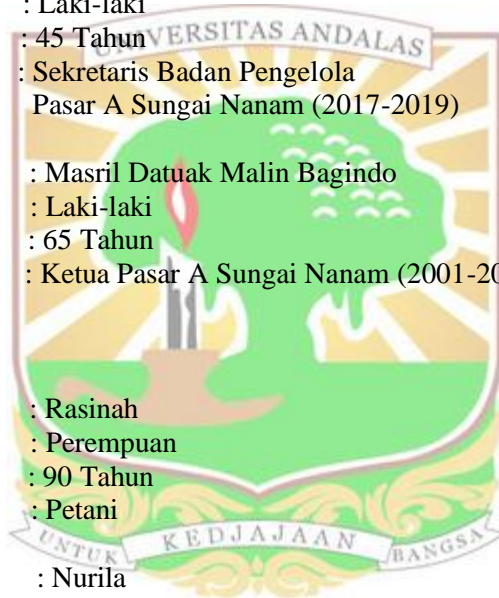 : Laki-laki
UNIVERSITAS ANDALAS
: 45 Tahun
: Sekretaris Badan Pengelola
Pasar A Sungai Nanam (2017-2019)
: Masril Datuak Malin Bagindo
: Laki-laki
: 65 Tahun
: Ketua Pasar A Sungai Nanam (2001-20
: Rasinah
: Perempuan
: 90 Tahun
: Petani
UNTUK KEDJAJAAN BANGSA
: Nurila